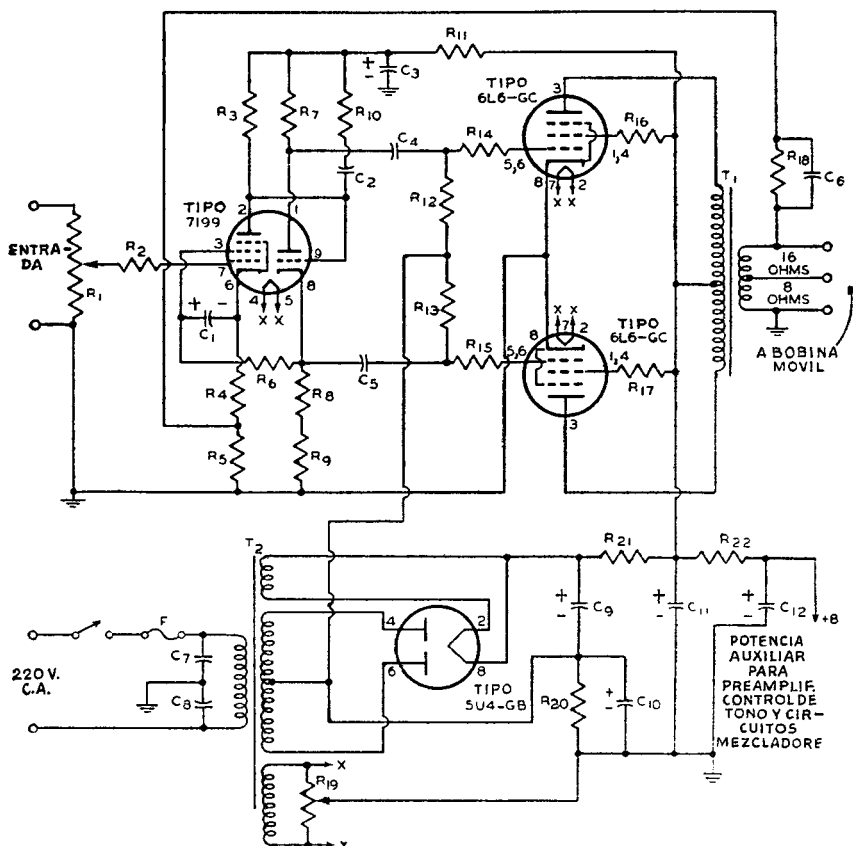 R11
+
-
C3
TIPO
6L6-GC
3
R3
R7
R10
R16
C4
R14
5,6
1,4
8
7
2
X X
R18
C6
T1
C2
R12
TIPO
7199
2
1
ENTRA-
DA
R2
3
7
9
6
4
5
8
X X
R1
+
-
C1
16
OHMS
8
OHMS
R13
X X
8
7
2
TIPO
6L6-GC
R6
C5
R15
5,6
1,4
R17
R4
R8
3
A BOBINA
MOVIL
R5
R9
T2
R21
R22
F
4
2
+
-
C9
+
-
C11
+
-
C12
+B
220 V.
C.A.
C7
C8
6
8
TIPO
5U4-GB
R20
+
-
C10
POTENCIA
AUXILIAR
PARA
PREAMPLIF.
CONTROL DE
TONO Y CIR-
CUITOS
MEZCLADORE
X
R19
X